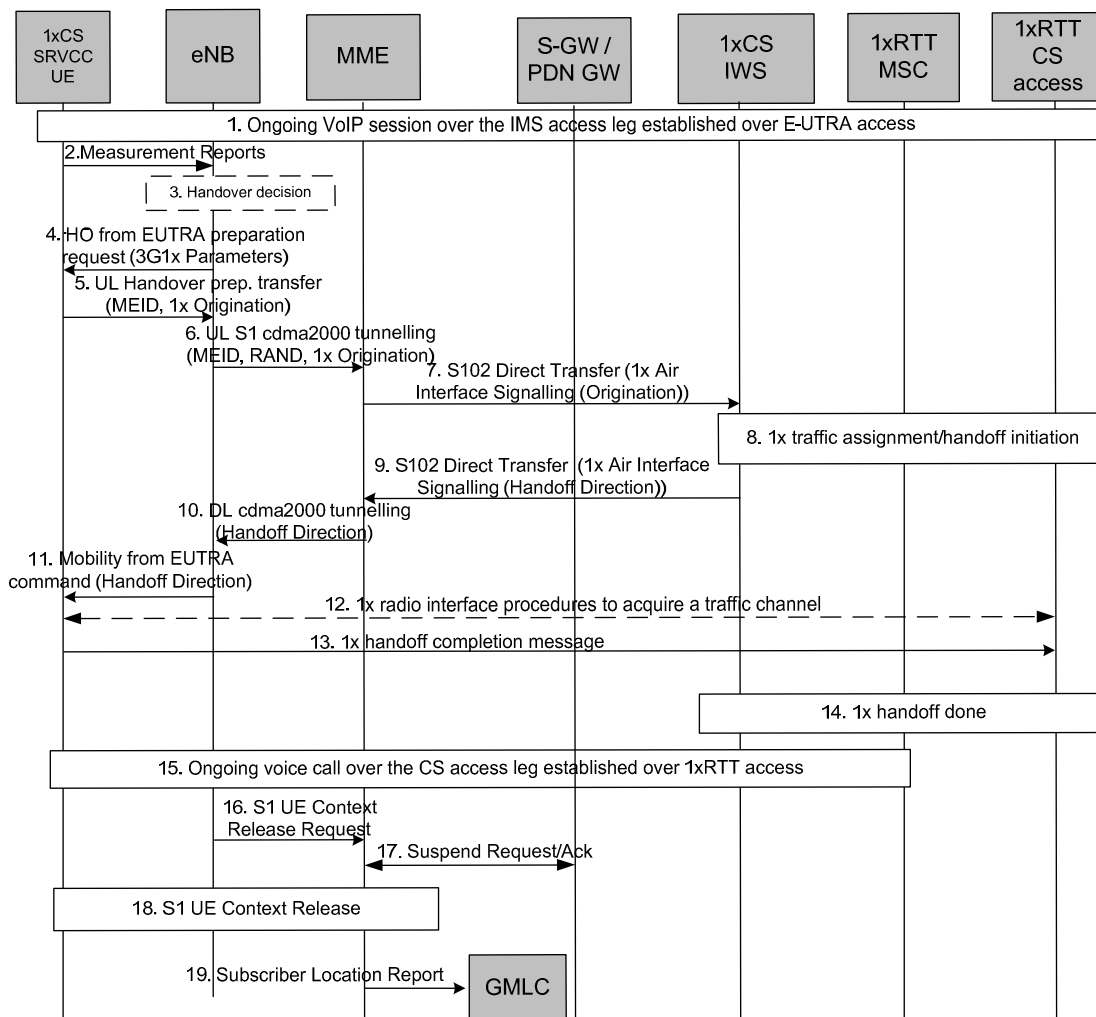 1xCS
SRVCC
UE
eNB
MME
S-GW /
PDN GW
1xCS
IWS
1xRTT
MSC
1xRTT
CS
access
1. Ongoing VoIP session over the IMS access leg established over E-UTRA access
2.Measurement Reports
3. Handover decision
4. HO from EUTRA preparation
request (3G1x Parameters)
5. UL Handover prep. transfer
(MEID, 1x Origination)
6. UL S1 cdma2000 tunnelling
(MEID, RAND, 1x Origination)
7. S102 Direct Transfer (1x Air
Interface Signalling (Origination))
8. 1x traffic assignment/handoff initiation
9. S102 Direct Transfer (1x Air Interface
Signalling (Handoff Direction))
10. DL cdma2000 tunnelling
(Handoff Direction)
11. Mobility from EUTRA
command (Handoff Direction)
12. 1x radio interface procedures to acquire a traffic channel
13. 1x handoff completion message
14. 1x handoff done
15. Ongoing voice call over the CS access leg established over 1xRTT access
16. S1 UE Context
Release Request
17. Suspend Request/Ack
18. S1 UE Context Release
19. Subscriber Location Report
GMLC